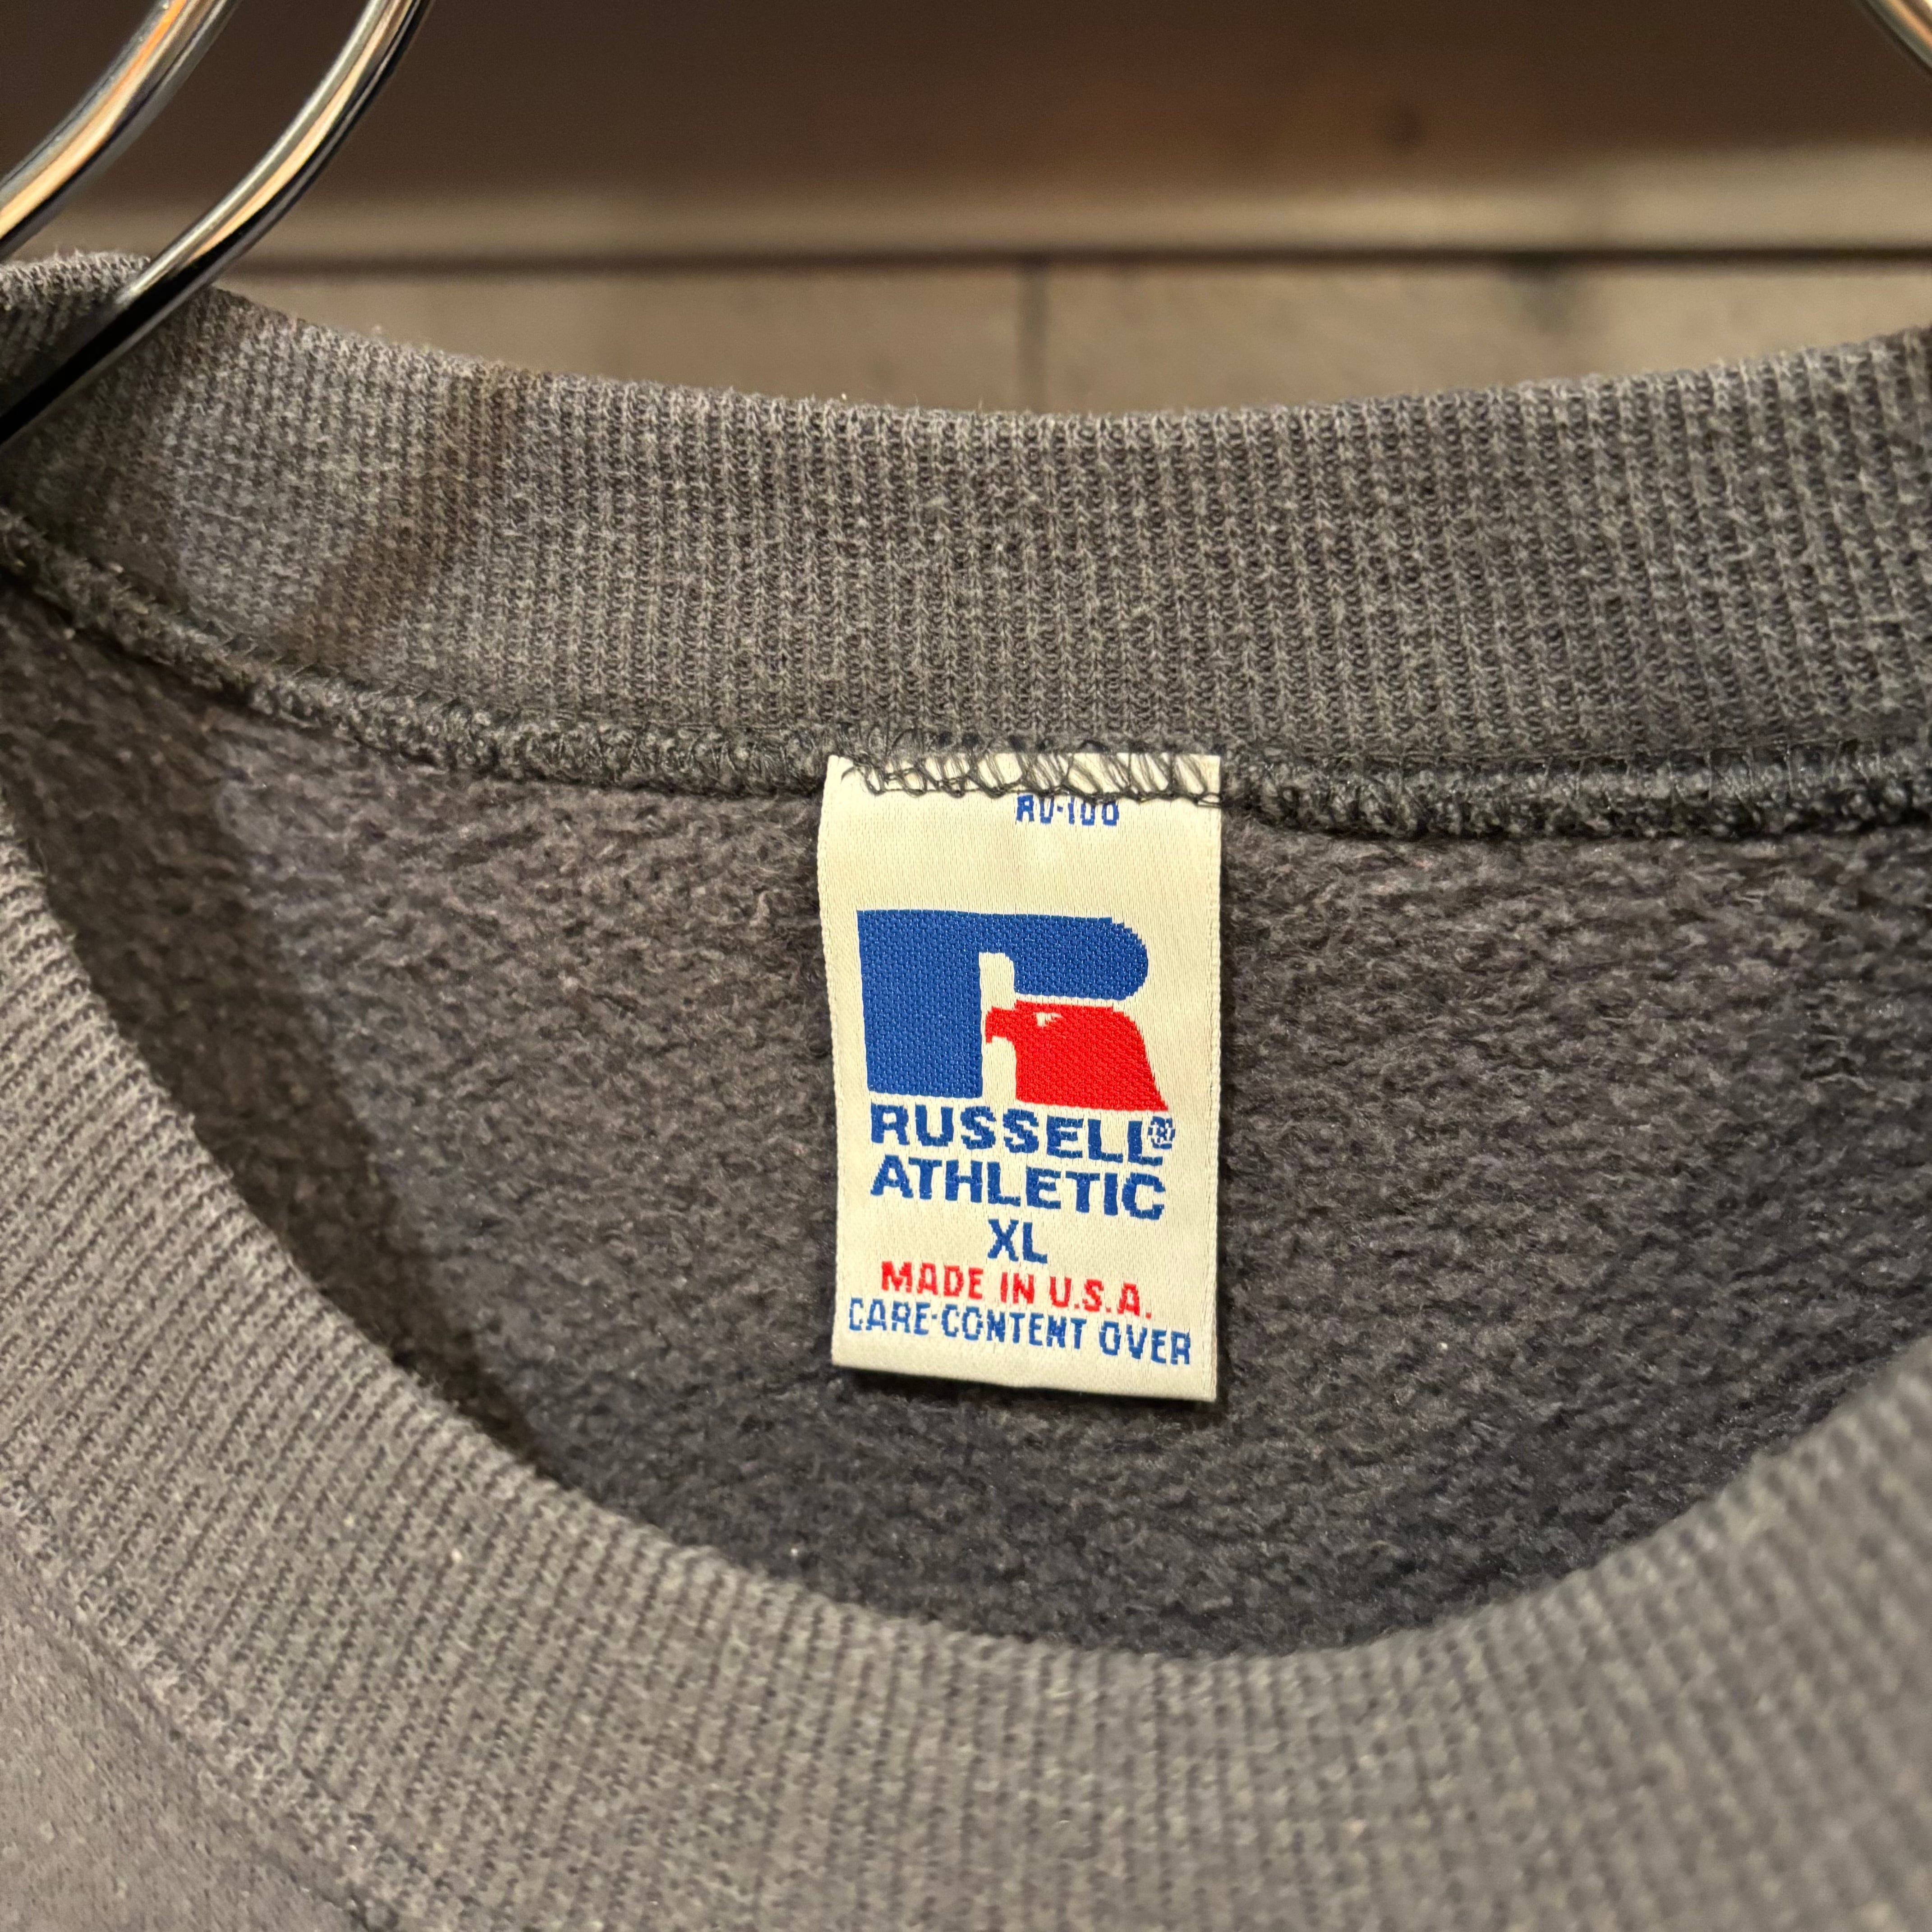 RU-100
RUSSELL®
ATHLETIC
XL
MADE IN U.S.A.
CARE-CONTENT OVER